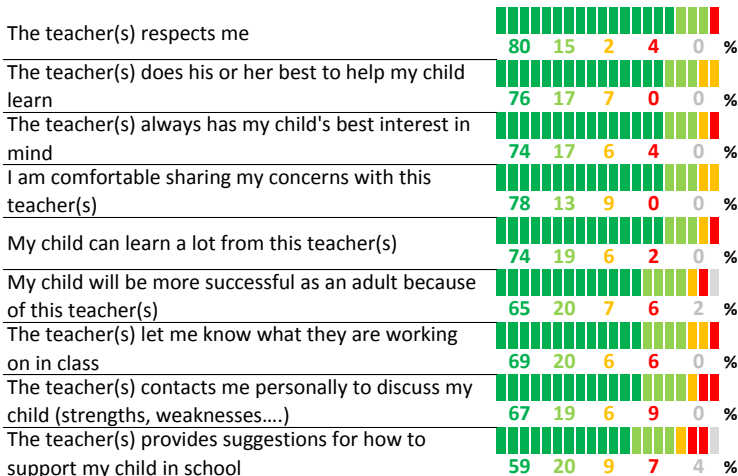 The teacher(s) respects me
80 15 2 4 0 %
The teacher(s) does his or her best to help my child
learn
76 17 7 0 0 %
The teacher(s) always has my child's best interest in
mind
74 17 6 4 0 %
I am comfortable sharing my concerns with this
teacher(s)
78 13 9 0 0 %
My child can learn a lot from this teacher(s)
74 19 6 2 0 %
My child will be more successful as an adult because
of this teacher(s)
65 20 7 6 2 %
The teacher(s) let me know what they are working
on in class
69 20 6 6 0 %
The teacher(s) contacts me personally to discuss my
child (strengths, weaknesses....)
67 19 6 9 0 %
The teacher(s) provides suggestions for how to
support my child in school
59 20 9 7 4 %